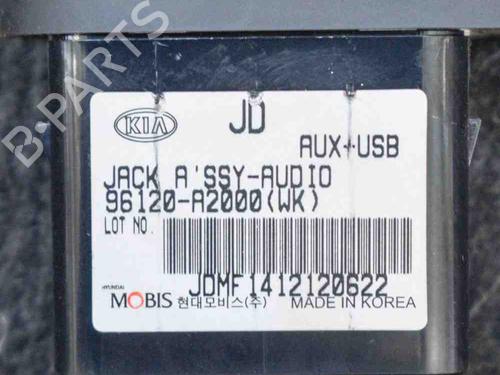 KIA
JD
AUX+USB
JACK A'SSY-AUDIO
96120-A2000(WK)
LOT NO.
JDMF1412120622
HYUNDAI
MOBIS 현대모비스(주) MADE IN KOREA
B-PARTS